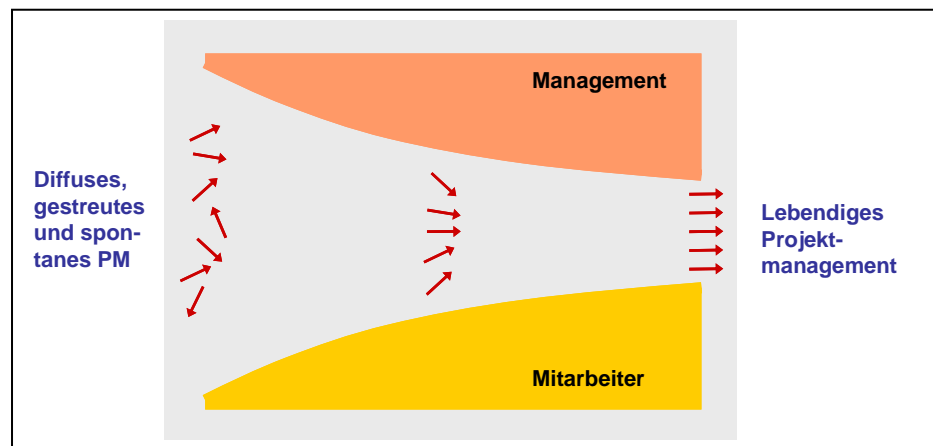 Management
Diffuses,
gestreutes
und spon-
tanes PM
Lebendiges
Projekt-
management
Mitarbeiter